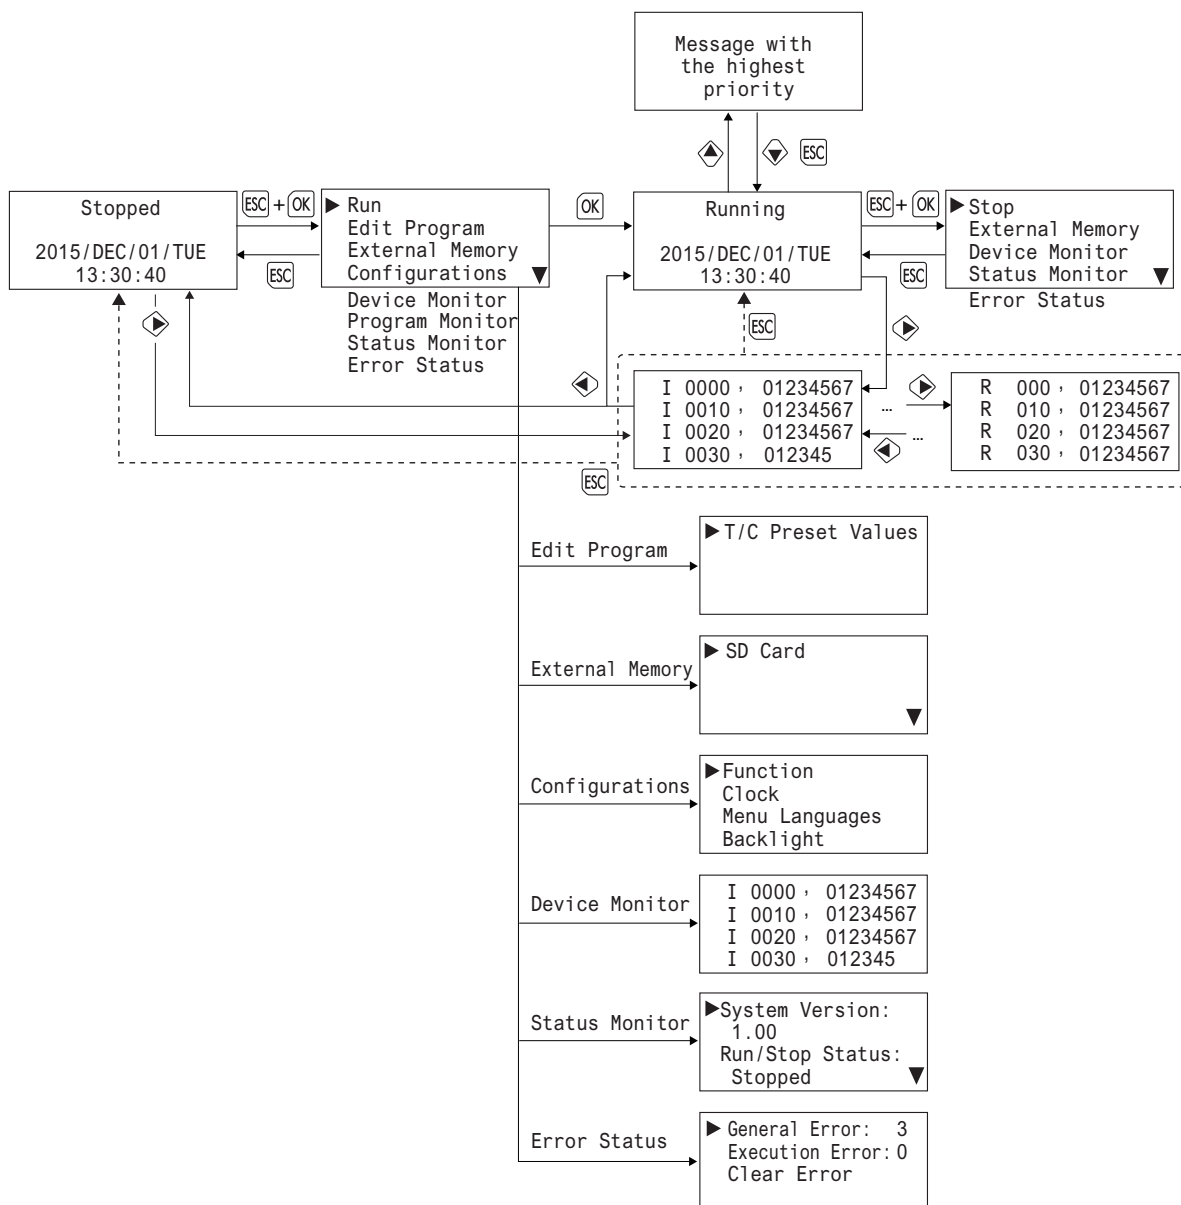 Message with
the highest
priority
ESC
Stopped
2015/DEC/01/TUE
13:30:40
ESC + OK
ESC
Run
Edit Program
External Memory
Configurations
Device Monitor
Program Monitor
Status Monitor
Error Status
OK
Running
2015/DEC/01/TUE
13:30:40
ESC + OK
ESC
Stop
External Memory
Device Monitor
Status Monitor
Error Status
ESC
I 0000, 01234567
I 0010, 01234567
I 0020, 01234567
I 0030, 012345
...
...
R 000, 01234567
R 010, 01234567
R 020, 01234567
R 030, 01234567
ESC
Edit Program
T/C Preset Values
External Memory
SD Card
Configurations
Function
Clock
Menu Languages
Backlight
Device Monitor
I 0000, 01234567
I 0010, 01234567
I 0020, 01234567
I 0030, 012345
Status Monitor
System Version:
1.00
Run/Stop Status:
Stopped
Error Status
General Error: 3
Execution Error: 0
Clear Error